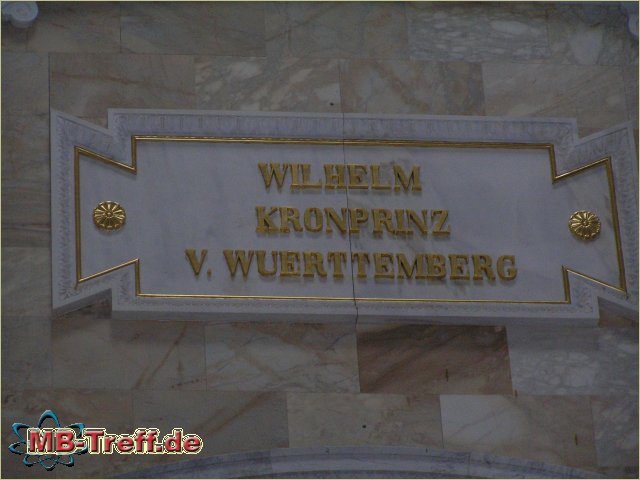 WILHELM
KRONPRINZ
V. WUERTTEMBERG
MB-Treff.de